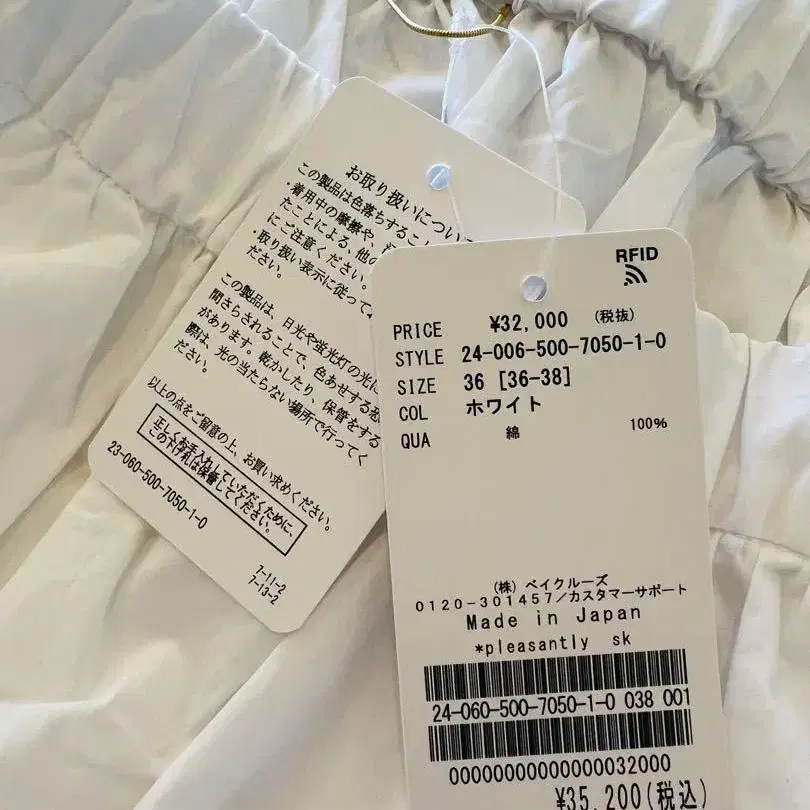 お取り扱いについ
この製品は色落ちすること
・着用中の摩擦や、
たことによる、他の
にご注意ください。
・取り扱い表示に従って
ださい。
この製品は、日光や蛍光灯の光に
間さらされることで、色あせする恐
があります。乾かしたり、保管をする
際は、光の当たらない場所で行ってく
ださい。
以上の点をご留意の上、お買い求めください。
正しくお手入れしていただくために、
この下げ札は保管してください。
23-060-500-7050-1-0
7-11-2
7-13-2
RFID
PRICE ¥32,000 (税抜)
STYLE 24-006-500-7050-1-0
SIZE 36 [36-38]
COL ホワイト
QUA 綿 100%
(株) ベイクルーズ
0120-301457/カスタマーサポート
Made in Japan
*pleasantly sk
24-060-500-7050-1-0 038 001
00000000000000032000
¥35,200(税込)